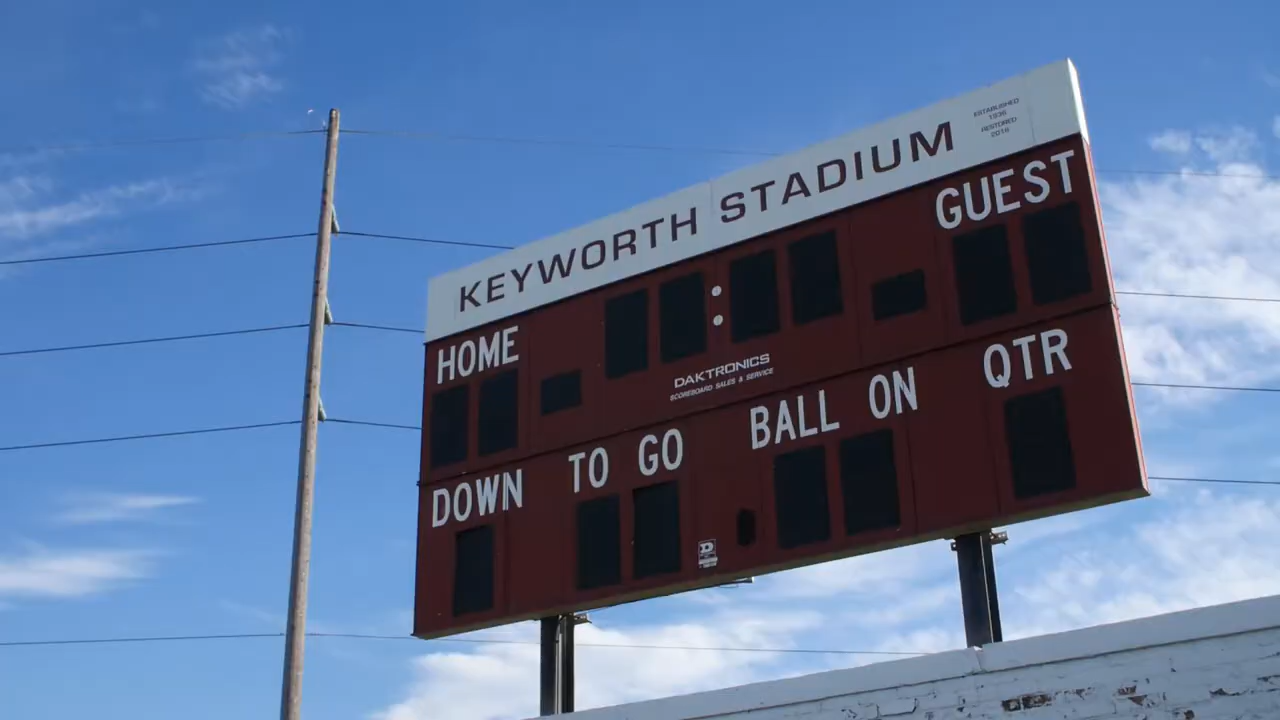 KEYWORTH STADIUM
ESTABLISHED
1936
RESTORED
2016
HOME
GUEST
DAKTRONICS
SCOREBOARD SALES & SERVICE
DOWN
TO GO
BALL ON
QTR